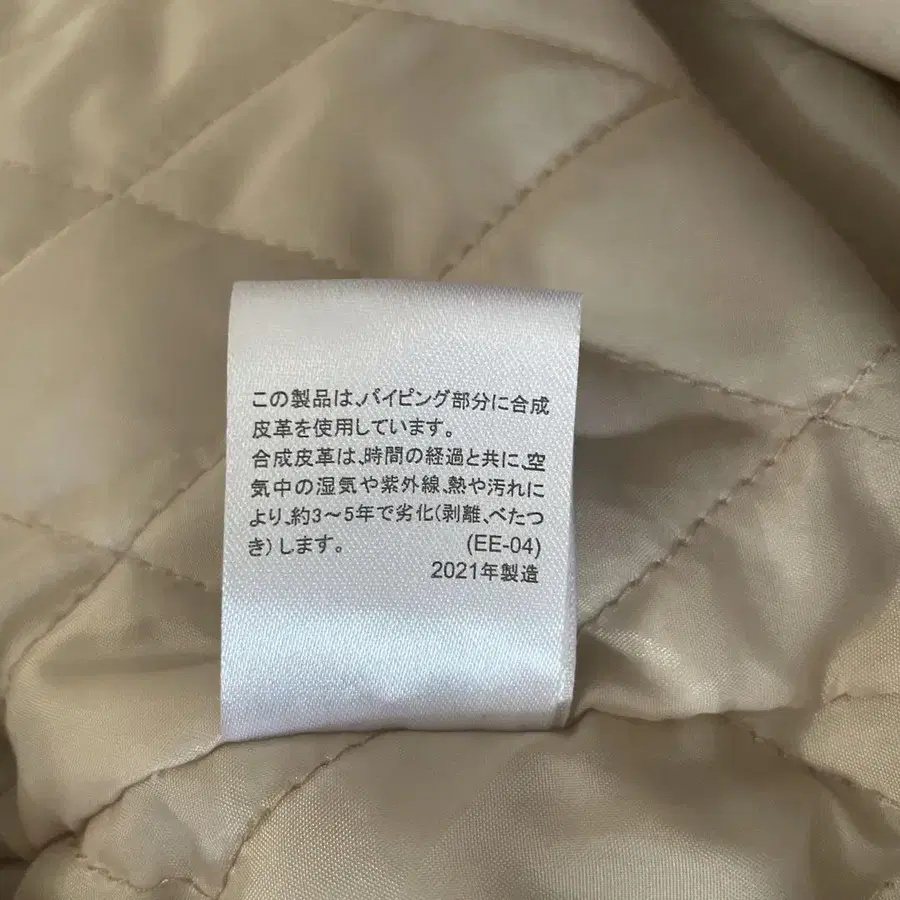 この製品は､パイピング部分に合成
皮革を使用しています。
合成皮革は､時間の経過と共に､空
気中の湿気や紫外線､熱や汚れに
より､約3～5年で劣化(剥離､べたつ
き)します。 (EE-04)
2021年製造